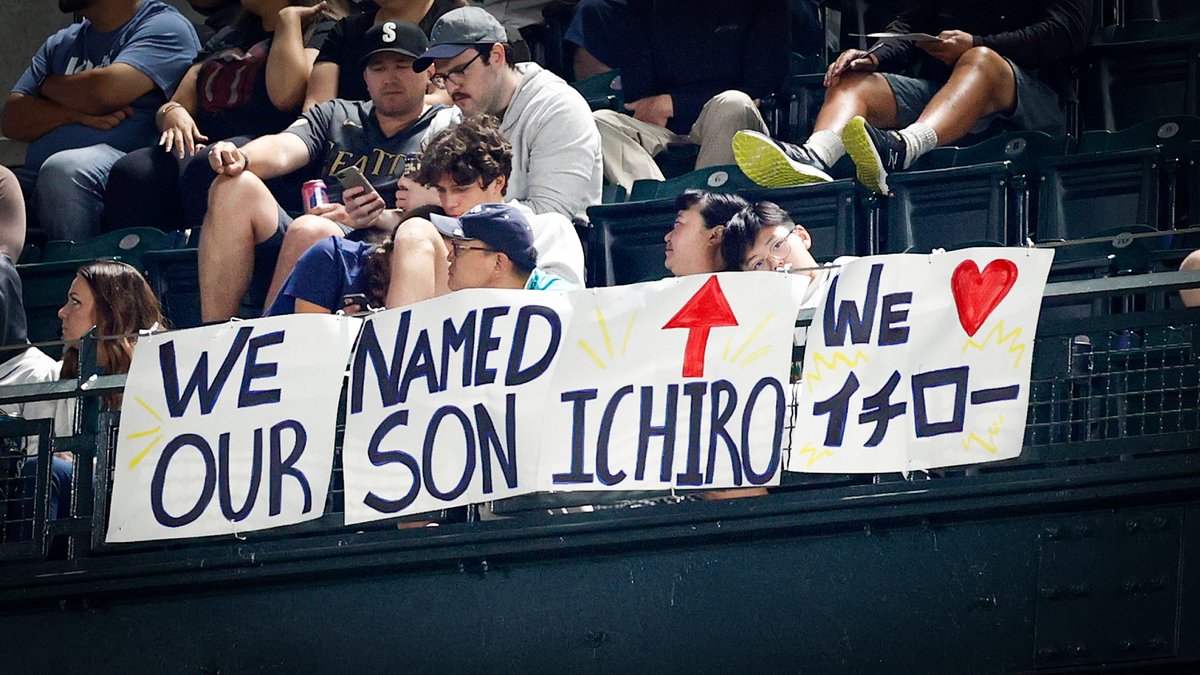 WE NAMED
OUR SON ICHIRO
WE ♥
イチロー
S